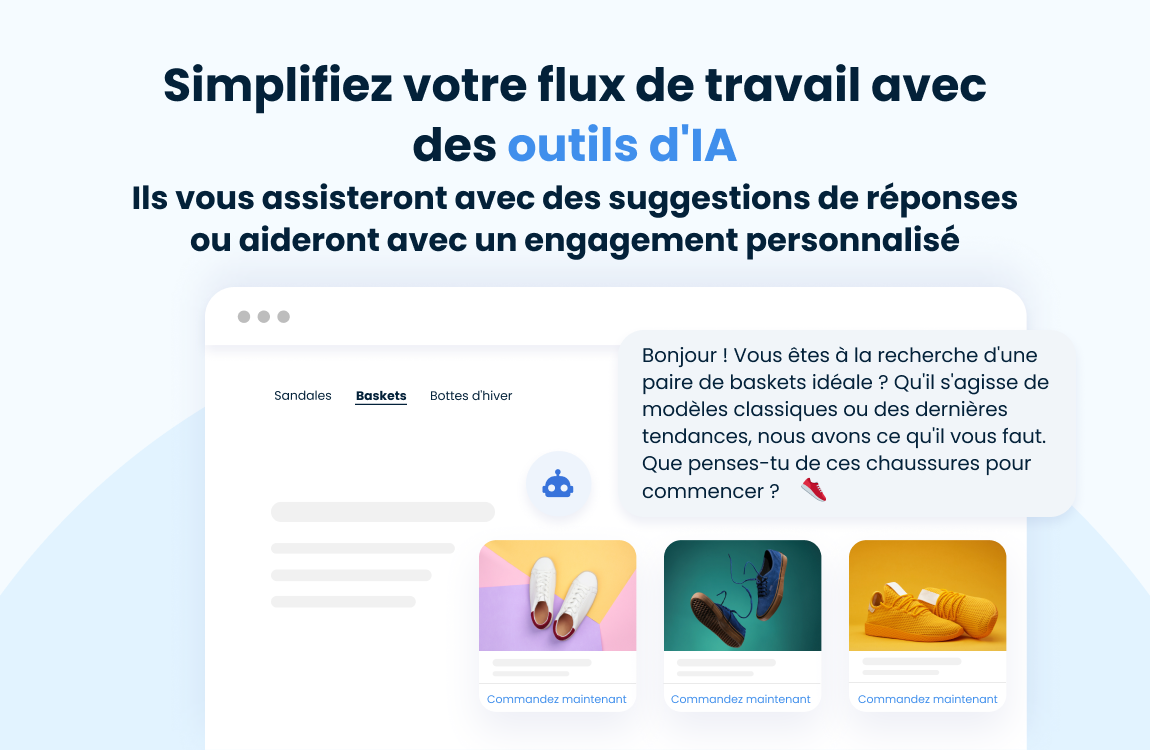 Simplifiez votre flux de travail avec
des outils d'IA
Ils vous assisteront avec des suggestions de réponses
ou aideront avec un engagement personnalisé
Bonjour ! Vous êtes à la recherche d'une
paire de baskets idéale ? Qu'il s'agisse de
modèles classiques ou des dernières
tendances, nous avons ce qu'il vous faut.
Que penses-tu de ces chaussures pour
commencer ?
Sandales Baskets Bottes d'hiver
Commandez maintenant Commandez maintenant Commandez maintenant